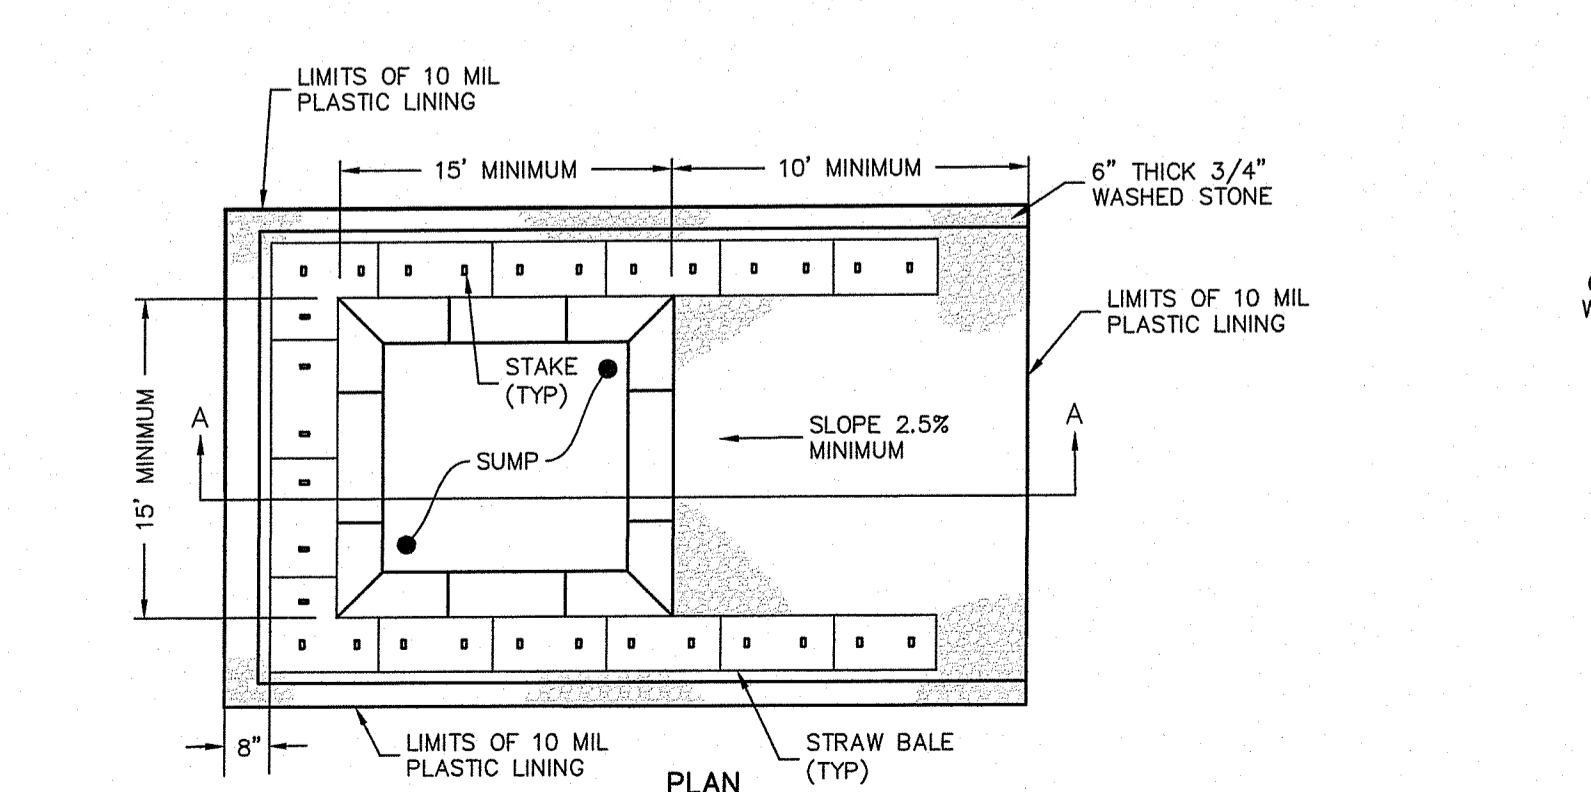 LIMITS OF 10 MIL
PLASTIC LINING
15' MINIMUM
10' MINIMUM
6" THICK 3/4"
WASHED STONE
LIMITS OF 10 MIL
PLASTIC LINING
STAKE
(TYP)
A
15' MINIMUM
SLOPE 2.5%
MINIMUM
A
SUMP
8"
LIMITS OF 10 MIL
PLASTIC LINING
STRAW BALE
(TYP)
PLAN